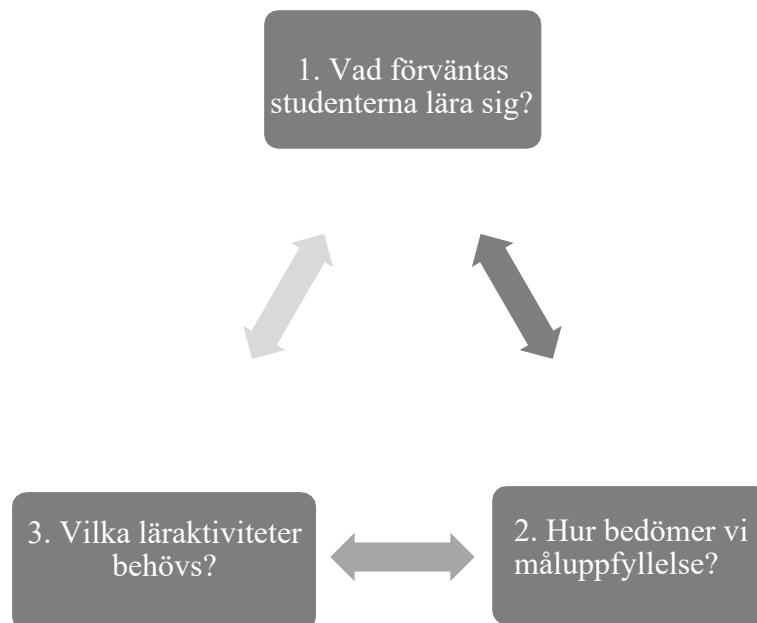 1. Vad förväntas
studenterna lära sig?
3. Vilka läraktiviteter
behövs?
2. Hur bedömer vi
måluppfyllelse?